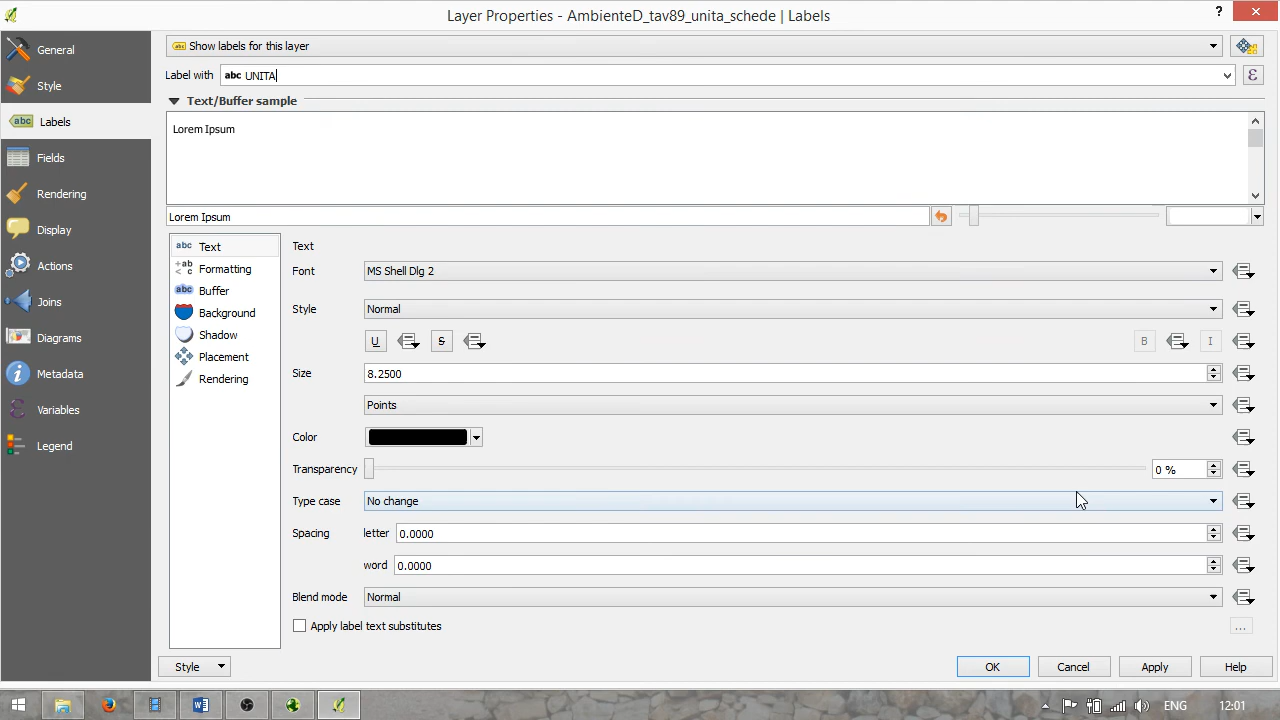 Layer Properties - AmbienteD_tav89_unita_schede | Labels
?
General
Style
Labels
Fields
Rendering
Display
Actions
Joins
Diagrams
Metadata
Variables
Legend
abc Show labels for this layer
Label with abc UNITA
Text/Buffer sample
Lorem Ipsum
Lorem Ipsum
abc Text
Formatting
abc Buffer
Background
Shadow
Placement
Rendering
Text
Font MS Shell Dlg 2
Style Normal
U S B I
Size 8.2500
Points
Color
Transparency 0 %
Type case No change
Spacing letter 0.0000
word 0.0000
Blend mode Normal
Apply label text substitutes ...
Style OK Cancel Apply Help
ENG 12:01